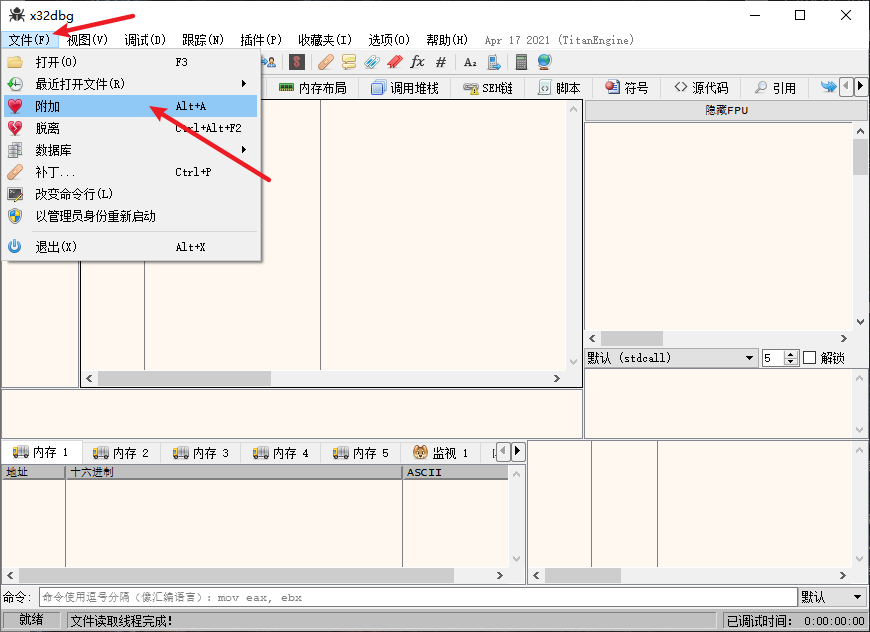 x32dbg
文件(F) 视图(V) 调试(D) 跟踪(N) 插件(P) 收藏夹(I) 选项(O) 帮助(H) Apr 17 2021 (TitanEngine)
打开(O) F3
最近打开文件(R)
附加 Alt+A
脱离 Ctrl+Alt+F2
数据库
补丁... Ctrl+P
改变命令行(L)
以管理员身份重新启动
退出(X) Alt+X
S fx # A₂
内存布局 调用堆栈 SEH链 脚本 符号 源代码 引用
隐藏FPU
默认 (stdcall) 5 解锁
内存 1 内存 2 内存 3 内存 4 内存 5 监视 1
地址 十六进制 ASCII
命令: 命令使用逗号分隔（像汇编语言）: mov eax, ebx 默认
就绪 文件读取线程完成! 已调试时间: 0:00:00:00